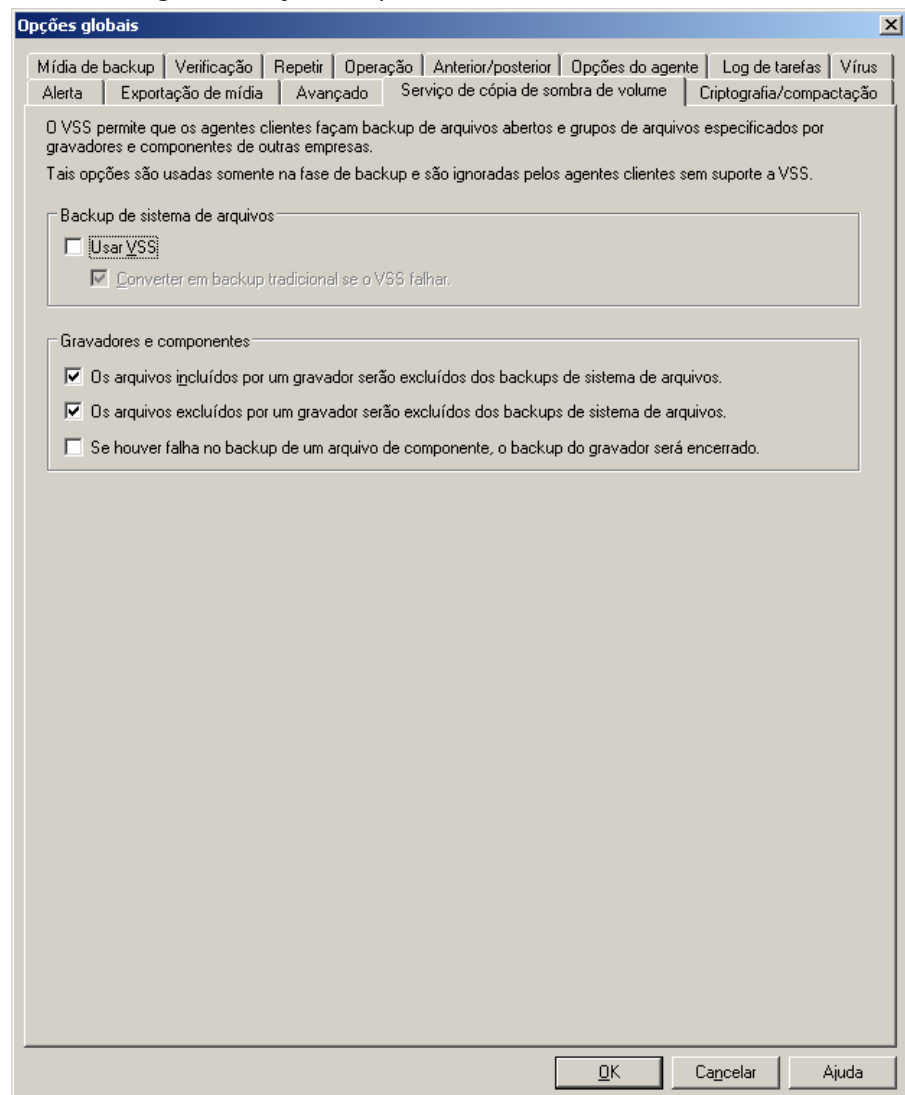 Opções globais
Mídia de backup Verificação Repetir Operação Anterior/posterior Opções do agente Log de tarefas Vírus
Alerta Exportação de mídia Avançado Serviço de cópia de sombra de volume Criptografia/compactação
O VSS permite que os agentes clientes façam backup de arquivos abertos e grupos de arquivos especificados por
gravadores e componentes de outras empresas.
Tais opções são usadas somente na fase de backup e são ignoradas pelos agentes clientes sem suporte a VSS.
Backup de sistema de arquivos
Usar VSS
Converter em backup tradicional se o VSS falhar.
Gravadores e componentes
Os arquivos incluídos por um gravador serão excluídos dos backups de sistema de arquivos.
Os arquivos excluídos por um gravador serão excluídos dos backups de sistema de arquivos.
Se houver falha no backup de um arquivo de componente, o backup do gravador será encerrado.
OK Cancelar Ajuda